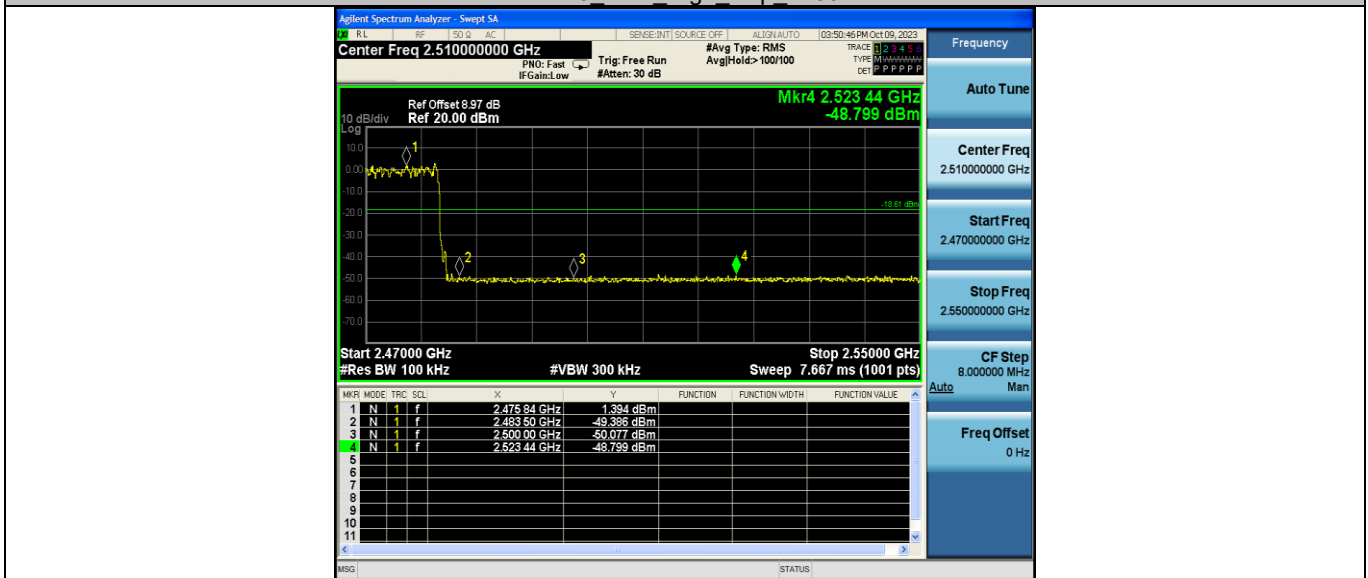 Agilent Spectrum Analyzer - Swept SA
RL RF 50 Ω AC SENSE:INT SOURCE OFF ALIGN AUTO 03:50:46 PM Oct 09, 2023
Center Freq 2.510000000 GHz
PNO: Fast
IFGain:Low
Trig: Free Run
#Atten: 30 dB
#Avg Type: RMS
Avg|Hold:> 100/100
TRACE 1 2 3 4 5 6
TYPE M
DET P P P P P P
Frequency
Auto Tune
Center Freq
2.510000000 GHz
Start Freq
2.470000000 GHz
Stop Freq
2.550000000 GHz
CF Step
8.000000 MHz
Auto Man
Freq Offset
0 Hz
Mkr4 2.523 44 GHz
-48.799 dBm
Ref Offset 8.97 dB
10 dB/div Ref 20.00 dBm
Log
10.0
0.00
-10.0
-20.0
-30.0
-40.0
-50.0
-60.0
-70.0
1
2
3
4
-18.61 dBm
Start 2.47000 GHz Stop 2.55000 GHz
#Res BW 100 kHz #VBW 300 kHz Sweep 7.667 ms (1001 pts)
MKR MODE TRC SCL X Y FUNCTION FUNCTION WIDTH FUNCTION VALUE
1 N 1 f 2.475 84 GHz 1.394 dBm
2 N 1 f 2.483 50 GHz -49.386 dBm
3 N 1 f 2.500 00 GHz -50.077 dBm
4 N 1 f 2.523 44 GHz -48.799 dBm
5
6
7
8
9
10
11
MSG STATUS